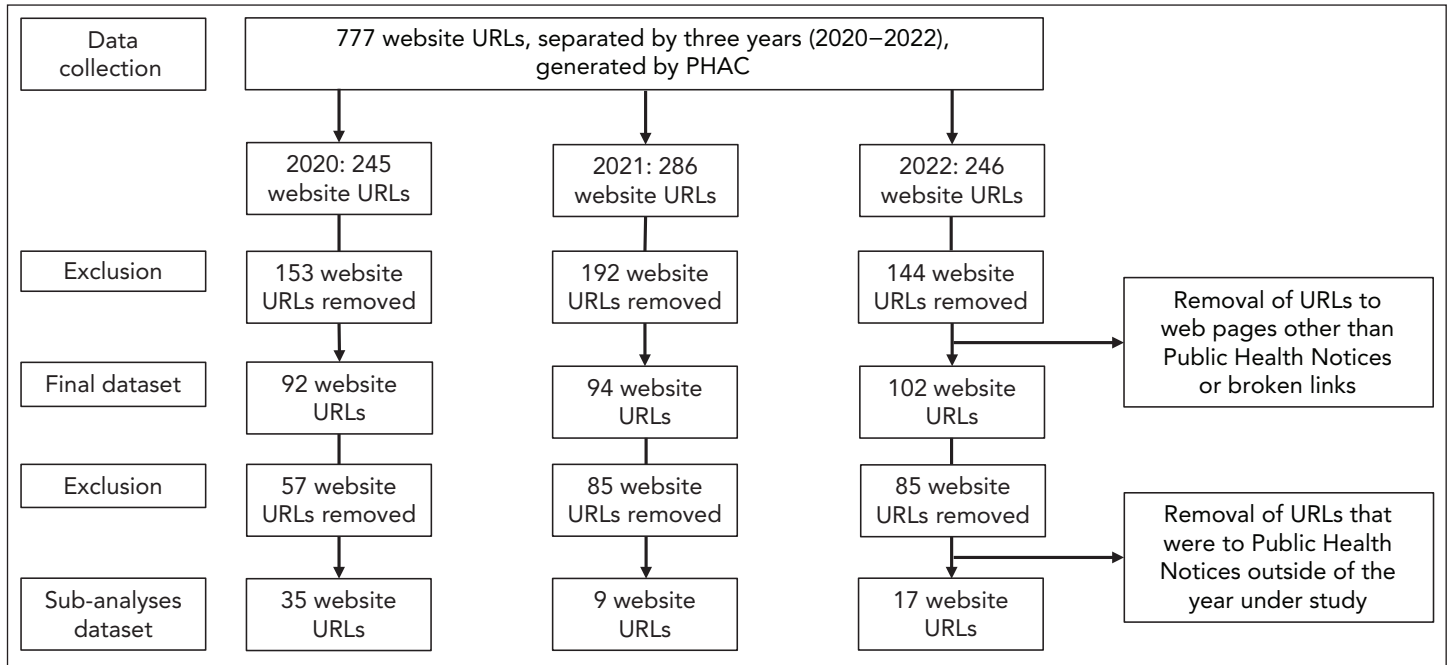 Data
collection
777 website URLs, separated by three years (2020–2022),
generated by PHAC
2020: 245
website URLs
2021: 286
website URLs
2022: 246
website URLs
Exclusion
153 website
URLs removed
192 website
URLs removed
144 website
URLs removed
Removal of URLs to
web pages other than
Public Health Notices
or broken links
Final dataset
92 website
URLs
94 website
URLs
102 website
URLs
Exclusion
57 website
URLs removed
85 website
URLs removed
85 website
URLs removed
Removal of URLs that
were to Public Health
Notices outside of the
year under study
Sub-analyses
dataset
35 website
URLs
9 website
URLs
17 website
URLs